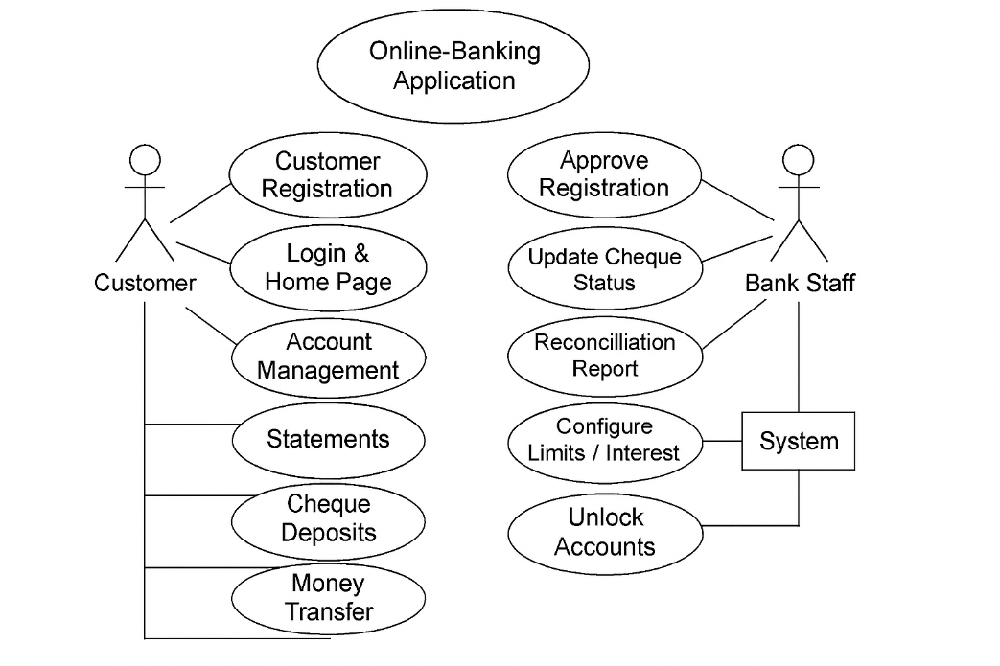 Online-Banking
Application
Customer
Registration
Login &
Home Page
Customer
Account
Management
Statements
Cheque
Deposits
Money
Transfer
Approve
Registration
Update Cheque
Status
Bank Staff
Reconcilliation
Report
Configure
Limits / Interest
System
Unlock
Accounts